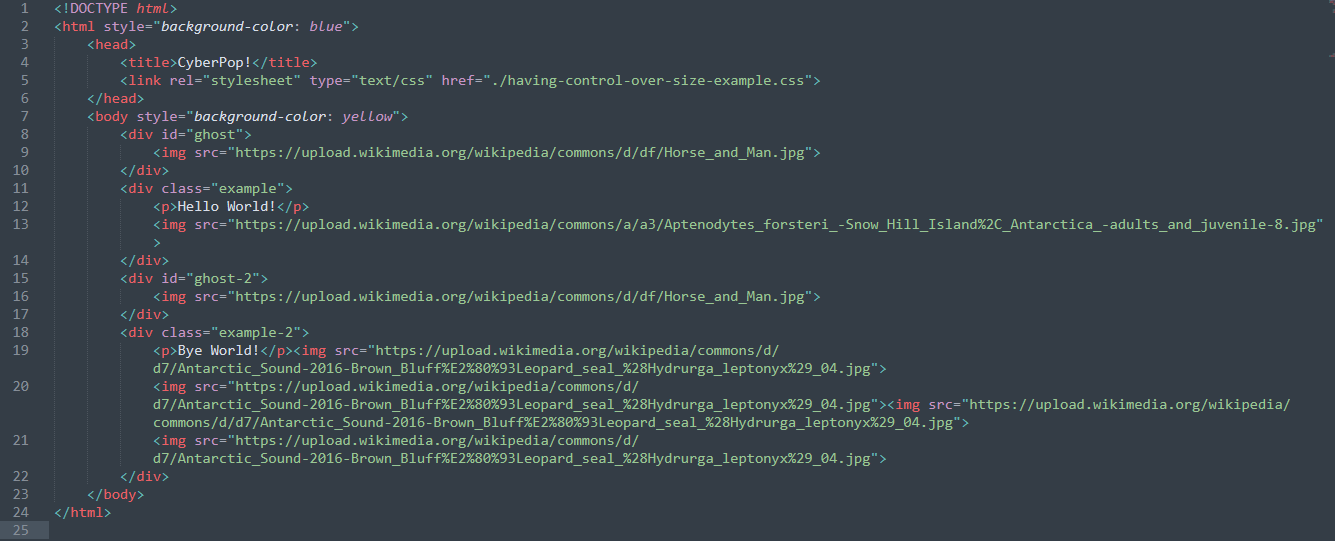 1 <!DOCTYPE html>
2 <html style="background-color: blue">
3     <head>
4         <title>CyberPop!</title>
5         <link rel="stylesheet" type="text/css" href="./having-control-over-size-example.css">
6     </head>
7     <body style="background-color: yellow">
8         <div id="ghost">
9             <img src="https://upload.wikimedia.org/wikipedia/commons/d/df/Horse_and_Man.jpg">
10         </div>
11         <div class="example">
12             <p>Hello World!</p>
13             <img src="https://upload.wikimedia.org/wikipedia/commons/a/a3/Aptenodytes_forsteri_-Snow_Hill_Island%2C_Antarctica_-adults_and_juvenile-8.jpg"
            >
14         </div>
15         <div id="ghost-2">
16             <img src="https://upload.wikimedia.org/wikipedia/commons/d/df/Horse_and_Man.jpg">
17         </div>
18         <div class="example-2">
19             <p>Bye World!</p><img src="https://upload.wikimedia.org/wikipedia/commons/d/
            d7/Antarctic_Sound-2016-Brown_Bluff%E2%80%93Leopard_seal_%28Hydrurga_leptonyx%29_04.jpg">
20             <img src="https://upload.wikimedia.org/wikipedia/commons/d/
            d7/Antarctic_Sound-2016-Brown_Bluff%E2%80%93Leopard_seal_%28Hydrurga_leptonyx%29_04.jpg"><img src="https://upload.wikimedia.org/wikipedia/
            commons/d/d7/Antarctic_Sound-2016-Brown_Bluff%E2%80%93Leopard_seal_%28Hydrurga_leptonyx%29_04.jpg">
21             <img src="https://upload.wikimedia.org/wikipedia/commons/d/
            d7/Antarctic_Sound-2016-Brown_Bluff%E2%80%93Leopard_seal_%28Hydrurga_leptonyx%29_04.jpg">
22         </div>
23     </body>
24 </html>
25